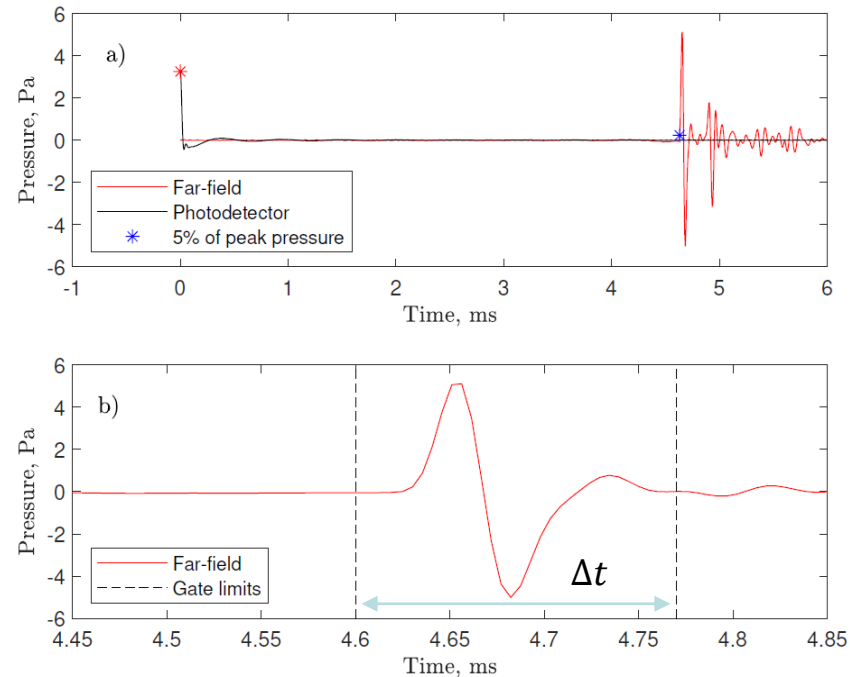 6
4
2
0
-2
-4
-6
Pressure, Pa
a)
Far-field
Photodetector
5% of peak pressure
-1 0 1 2 3 4 5 6
Time, ms
6
4
2
0
-2
-4
-6
Pressure, Pa
b)
Far-field
Gate limits
Δt
4.45 4.5 4.55 4.6 4.65 4.7 4.75 4.8 4.85
Time, ms